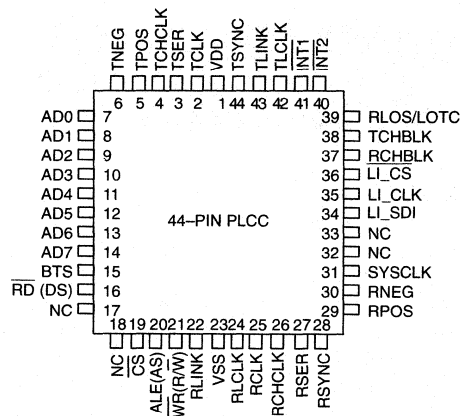 TNEG TPOS TCHCLK TSER TCLK VDD TSYNC TLINK TLCLK INT1 INT2
6 5 4 3 2 1 44 43 42 41 40
AD0 7 39 RLOS/LOTC
AD1 8 38 TCHBLK
AD2 9 37 RCHBLK
AD3 10 36 LI_CS
AD4 11 35 LI_CLK
AD5 12 34 LI_SDI
AD6 13 33 NC
AD7 14 32 NC
BTS 15 31 SYSCLK
RD (DS) 16 30 RNEG
NC 17 29 RPOS
44–PIN PLCC
18 19 20 21 22 23 24 25 26 27 28
NC CS ALE(AS) WR(R/W) RLINK VSS RLCLK RCLK RCHCLK RSER RSYNC